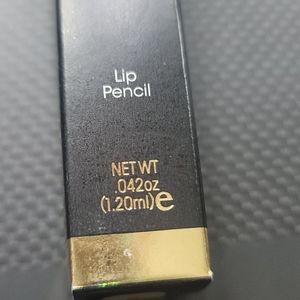 Lip
Pencil
NET WT
.042oz
(1.20ml)e